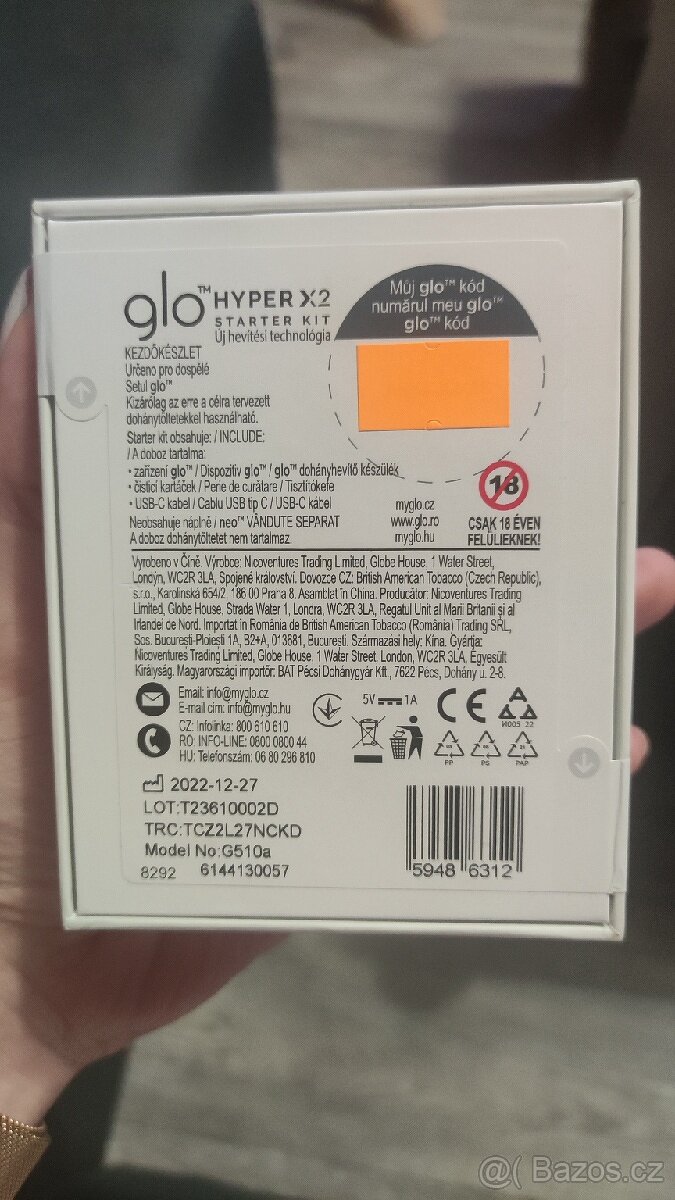 glo™ HYPER X2
STARTER KIT
Új hevítési technológia
KEZDŐKÉSZLET
Určeno pro dospělé
Setul glo™
Kizárólag az erre a célra tervezett
dohánytöltetekkel használható.
Starter kit obsahuje: / INCLUDE:
/ A doboz tartalma:
• zařízení glo™ / Dispozitiv glo™ / glo™ dohányhevítő készülék
• čisticí kartáček / Perie de curățare / Tisztítókefe
• USB-C kabel / Cablu USB tip C / USB-C kábel
Neobsahuje náplně / neo™ VÂNDUTE SEPARAT
A doboz dohánytöltetet nem tartalmaz
Můj glo™ kód
numărul meu glo™
glo™ kód
myglo.cz
www.glo.ro
myglo.hu
18
CSAK 18 ÉVEN
FELÜLIEKNEK!
Vyrobeno v Číně. Výrobce: Nicoventures Trading Limited, Globe House, 1 Water Street,
Londýn, WC2R 3LA, Spojené království. Dovozce CZ: British American Tobacco (Czech Republic),
s.r.o., Karolinská 654/2, 186 00 Praha 8. Asamblat în China. Producător: Nicoventures Trading
Limited, Globe House, Strada Water 1, Londra, WC2R 3LA, Regatul Unit al Marii Britanii și al
Irlandei de Nord. Importat în România de British American Tobacco (România) Trading SRL,
Șos. București-Ploiești 1A, B2+A, 013681, București. Származási hely: Kína. Gyártja:
Nicoventures Trading Limited, Globe House, 1 Water Street, London, WC2R 3LA, Egyesült
Királyság. Magyarországi importőr: BAT Pécsi Dohánygyár Kft., 7622 Pécs, Dohány u. 2-8.
Email: info@myglo.cz
E-mail cím: info@myglo.hu
CZ: Infolinka: 800 610 610
RO: INFO-LINE: 0600 0800 44
HU: Telefonszám: 06 80 296 810
5V 1A
CE
И005 22
PP
PS
PAP
2022-12-27
LOT:T23610002D
TRC:TCZ2L27NCKD
Model No:G510a
8292 6144130057
5948 6312
@( Bazos.cz